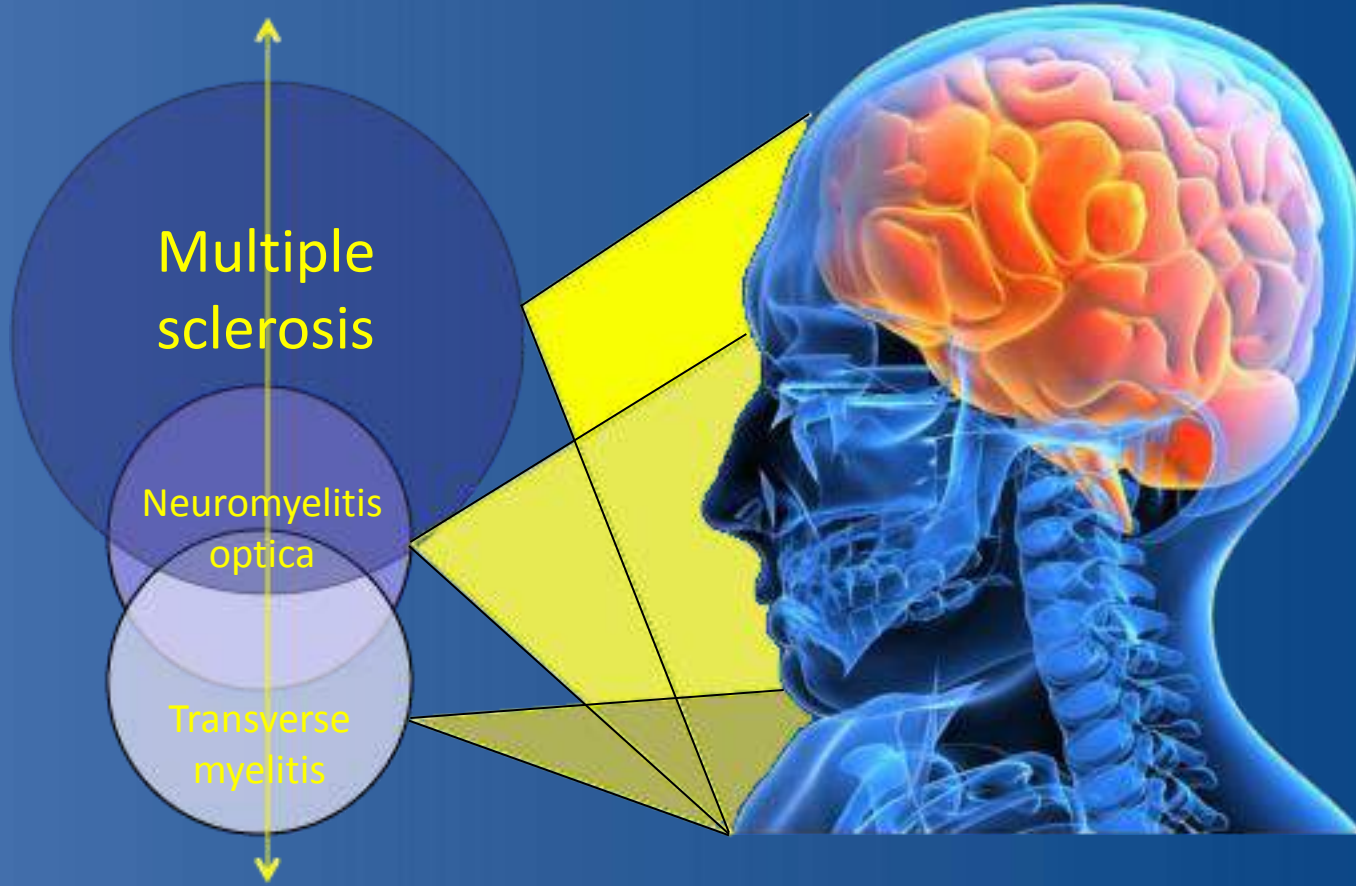 Multiple
sclerosis
Neuromyelitis
optica
Transverse
myelitis